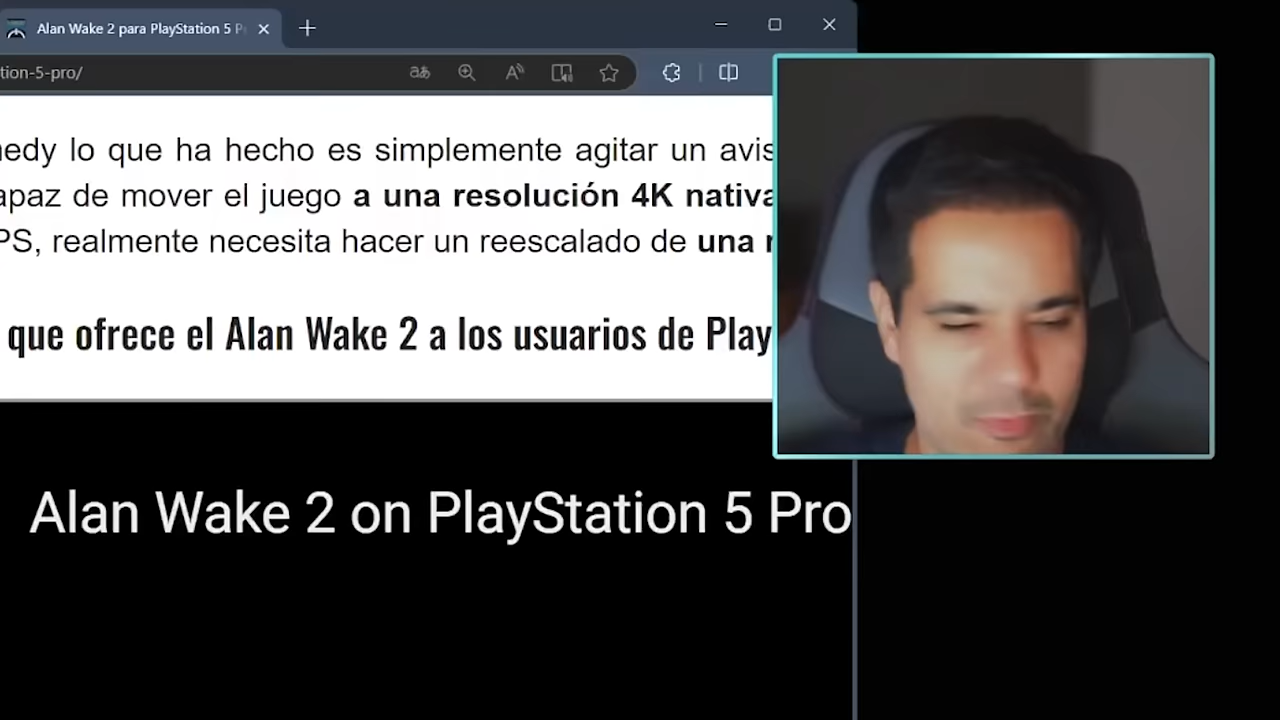 Alan Wake 2 para PlayStation 5 P
tion-5-pro/
nedy lo que ha hecho es simplemente agitar un avis
apaz de mover el juego a una resolución 4K nativa
PS, realmente necesita hacer un reescalado de una
que ofrece el Alan Wake 2 a los usuarios de Play
Alan Wake 2 on PlayStation 5 Pro